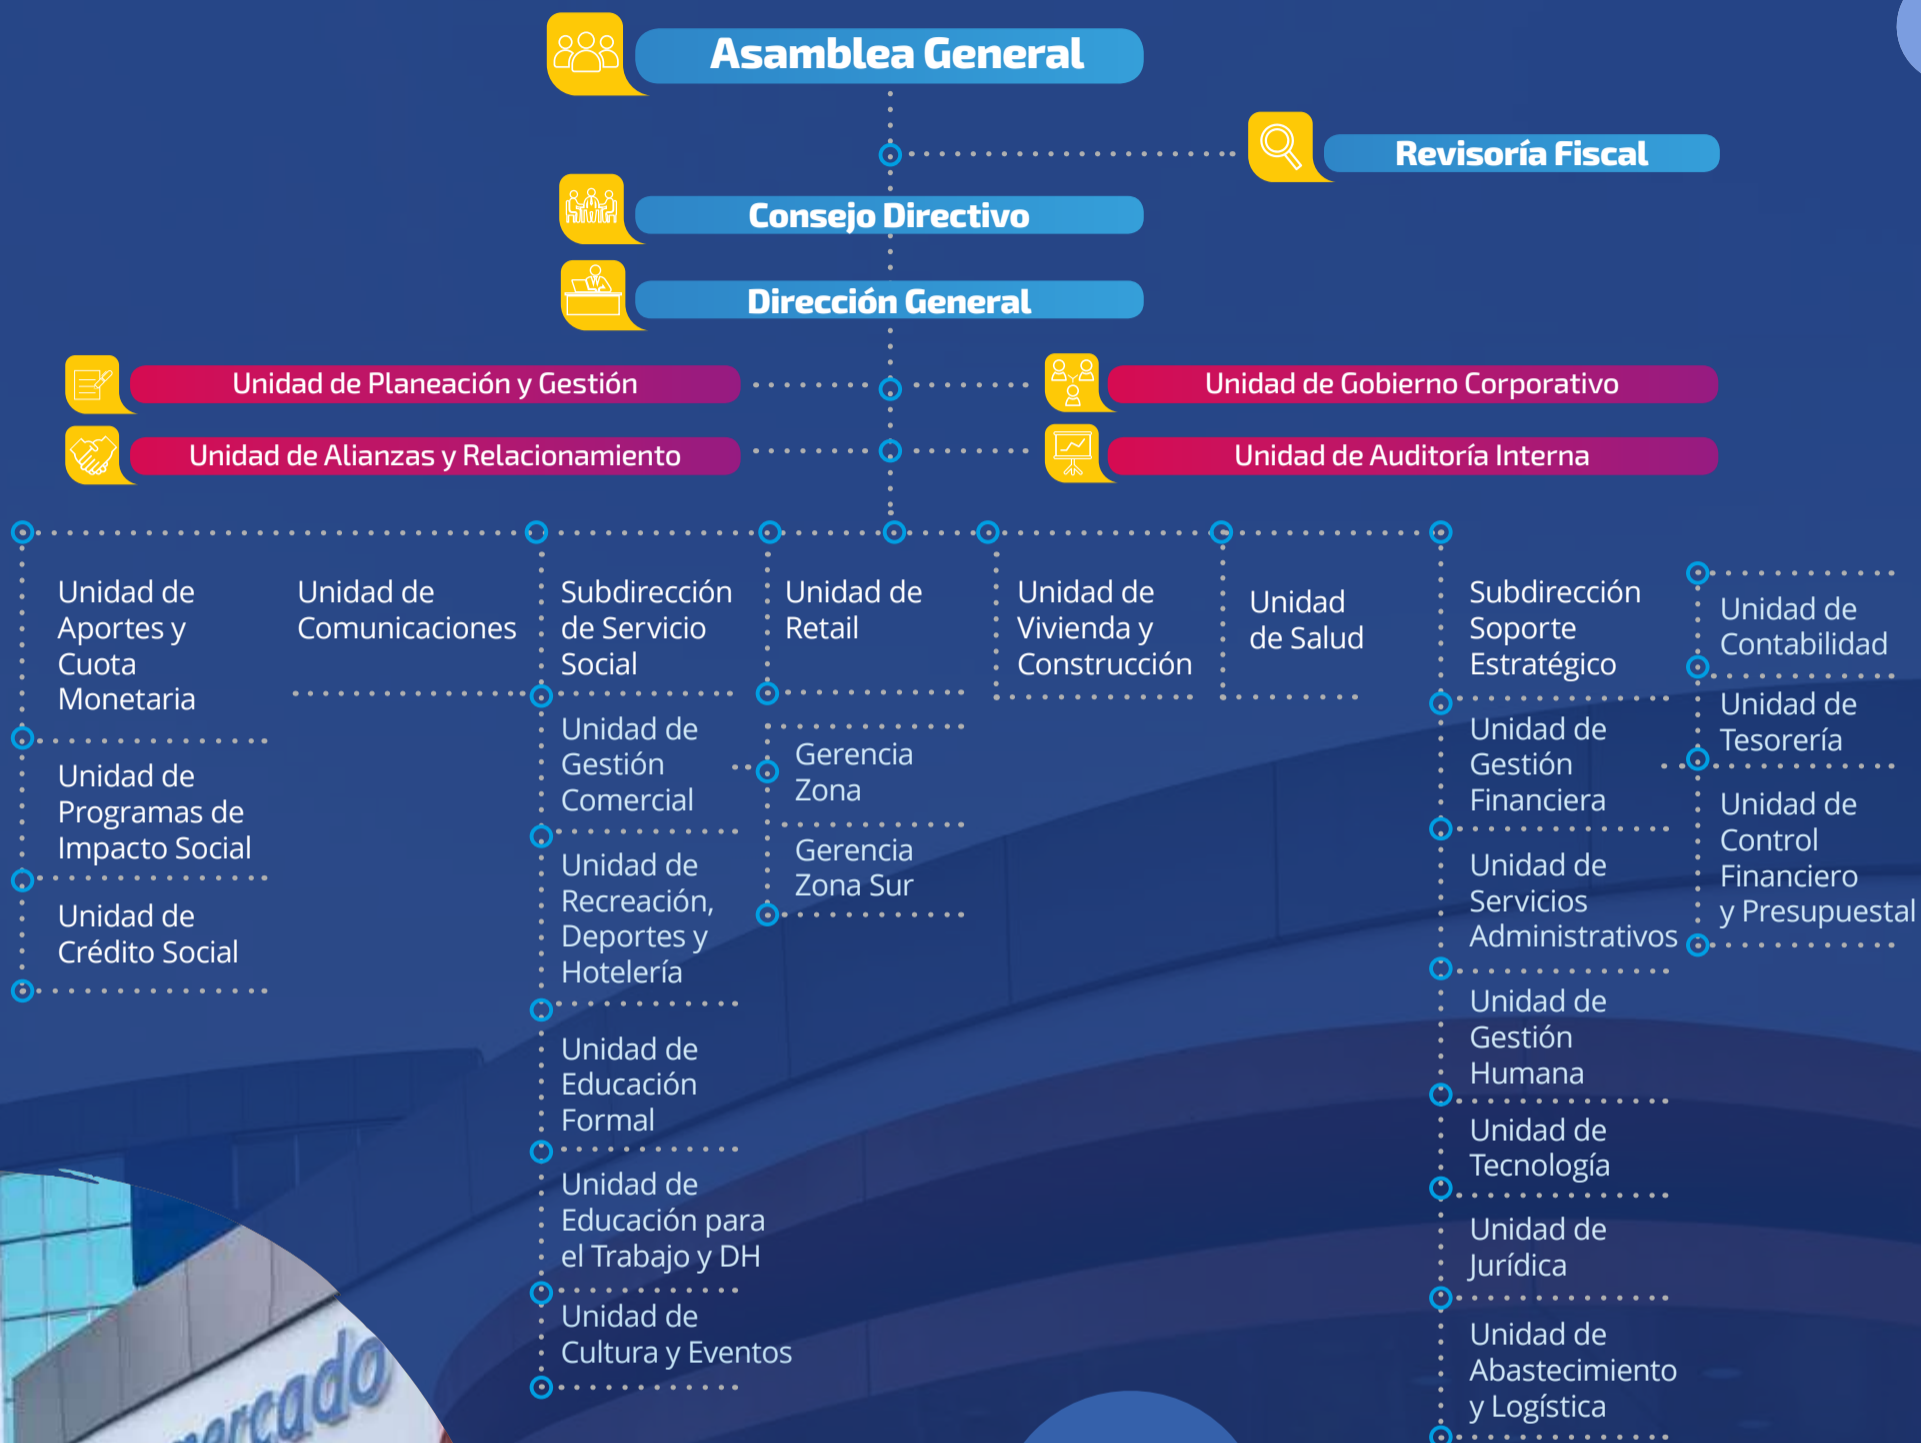 Asamblea General
Revisoría Fiscal
Consejo Directivo
Dirección General
Unidad de Planeación y Gestión
Unidad de Gobierno Corporativo
Unidad de Alianzas y Relacionamiento
Unidad de Auditoría Interna
Unidad de
Aportes y
Cuota
Monetaria
Unidad de
Programas de
Impacto Social
Unidad de
Crédito Social
Unidad de
Comunicaciones
Subdirección
de Servicio
Social
Unidad de
Gestión
Comercial
Unidad de
Recreación,
Deportes y
Hotelería
Unidad de
Educación
Formal
Unidad de
Educación para
el Trabajo y DH
Unidad de
Cultura y Eventos
Unidad de
Retail
Gerencia
Zona
Gerencia
Zona Sur
Unidad de
Vivienda y
Construcción
Unidad
de Salud
Subdirección
Soporte
Estratégico
Unidad de
Gestión
Financiera
Unidad de
Servicios
Administrativos
Unidad de
Gestión
Humana
Unidad de
Tecnología
Unidad de
Jurídica
Unidad de
Abastecimiento
y Logística
Unidad de
Contabilidad
Unidad de
Tesorería
Unidad de
Control
Financiero
y Presupuestal